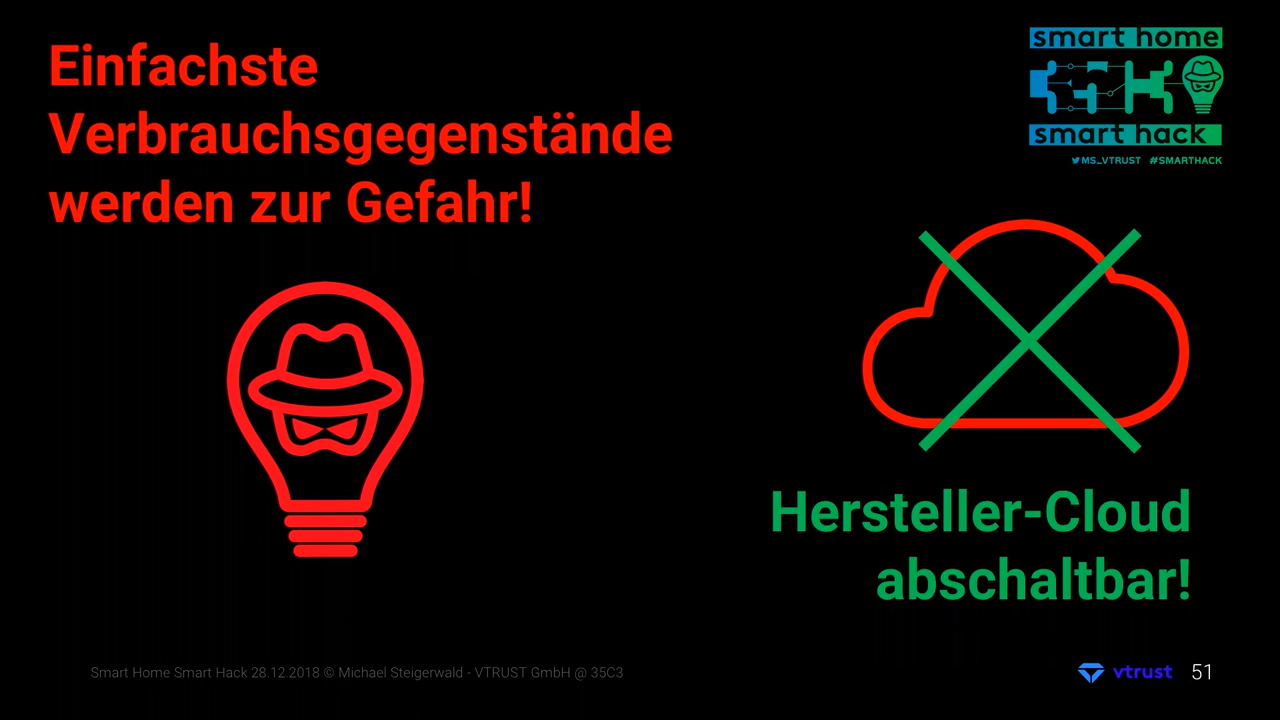 Einfachste
Verbrauchsgegenstände
werden zur Gefahr!
smart home
35C3
smart hack
MS_VTRUST #SMARTHACK
Hersteller-Cloud
abschaltbar!
Smart Home Smart Hack 28.12.2018 © Michael Steigerwald - VTRUST GmbH @ 35C3
vtrust 51